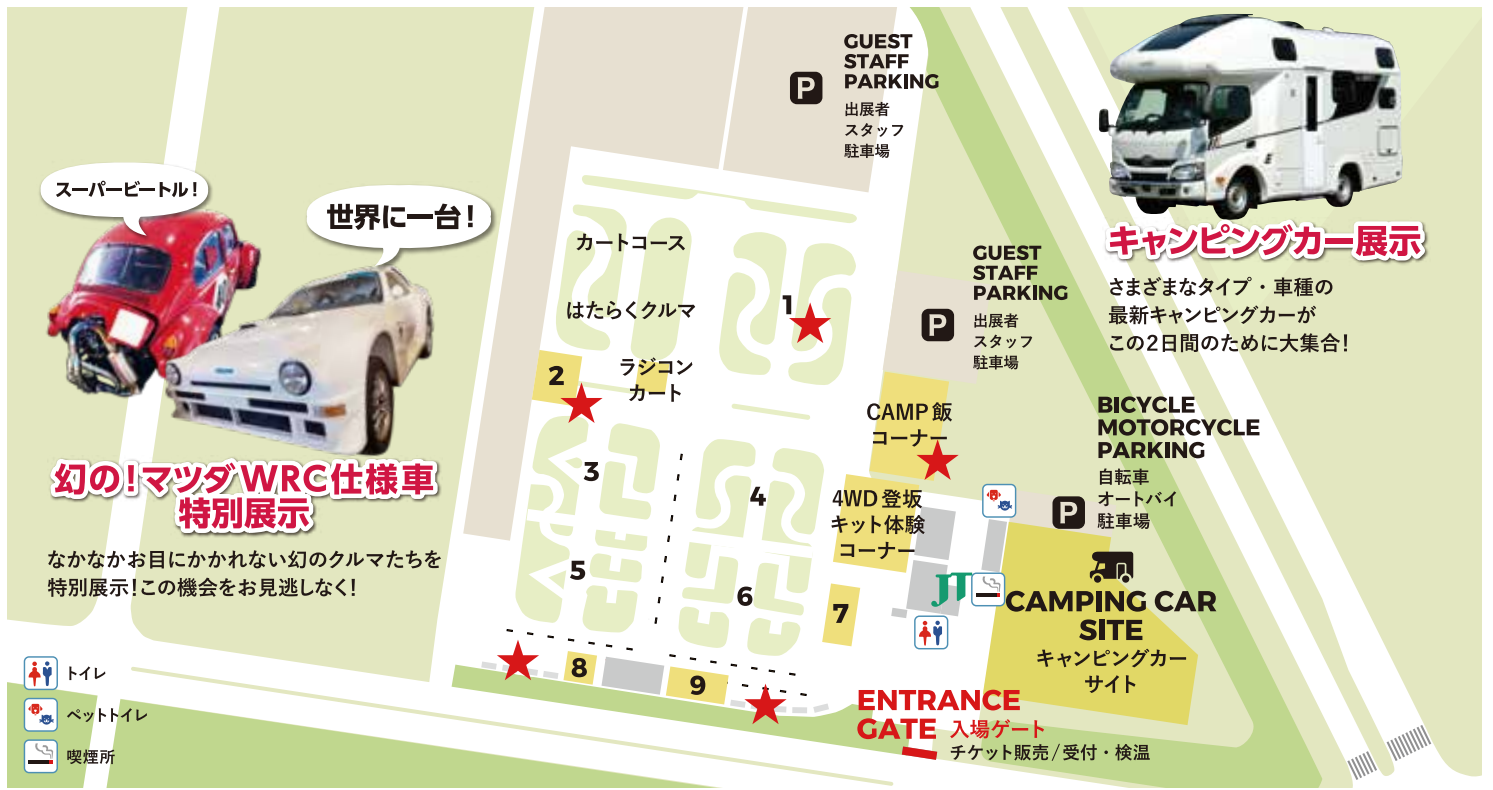 GUEST
STAFF
PARKING
P
出展者
スタッフ
駐車場
スーパービートル！
世界に一台！
幻の！マツダWRC仕様車
特別展示
なかなかお目にかかれない幻のクルマたちを
特別展示！この機会をお見逃しなく！
キャンピングカー展示
さまざまなタイプ・車種の
最新キャンピングカーが
この2日間のために大集合！
カートコース
はたらくクルマ
1
2
ラジコン
カート
GUEST
STAFF
PARKING
P
出展者
スタッフ
駐車場
CAMP飯
コーナー
BICYCLE
MOTORCYCLE
PARKING
P
自転車
オートバイ
駐車場
3
4
4WD登坂
キット体験
コーナー
5
6
7
JT
CAMPING CAR
SITE
キャンピングカー
サイト
8
9
ENTRANCE
GATE 入場ゲート
チケット販売/受付・検温
トイレ
ペットトイレ
喫煙所